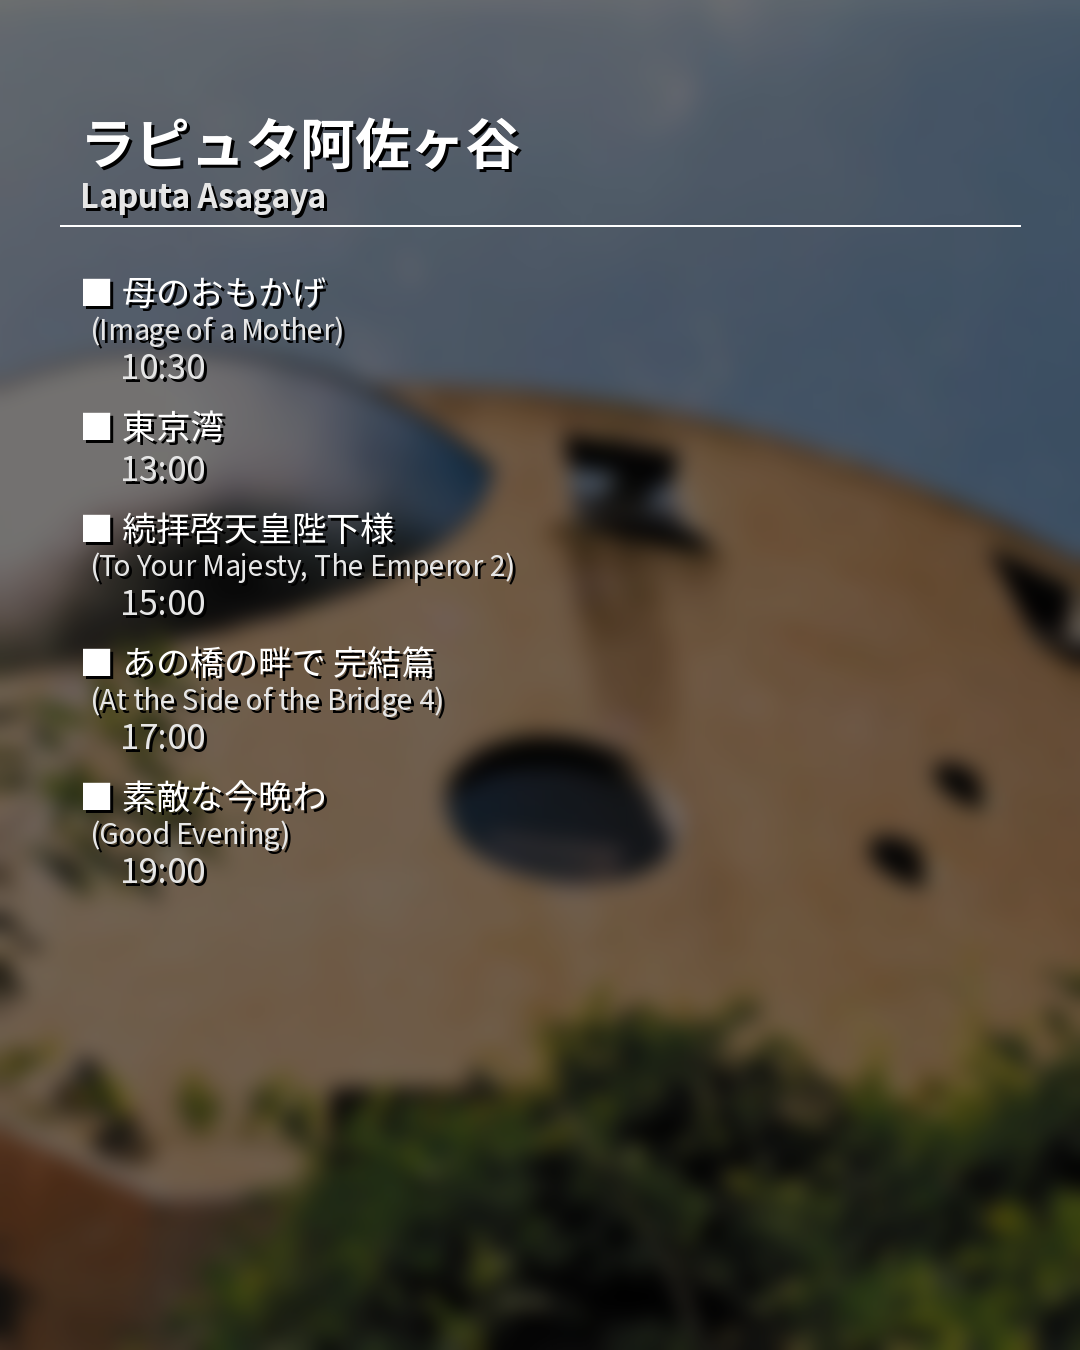 ラピュタ阿佐ヶ谷
Laputa Asagaya
■ 母のおもかげ
(Image of a Mother)
10:30
■ 東京湾
13:00
■ 続拝啓天皇陛下様
(To Your Majesty, The Emperor 2)
15:00
■ あの橋の畔で 完結篇
(At the Side of the Bridge 4)
17:00
■ 素敵な今晩わ
(Good Evening)
19:00